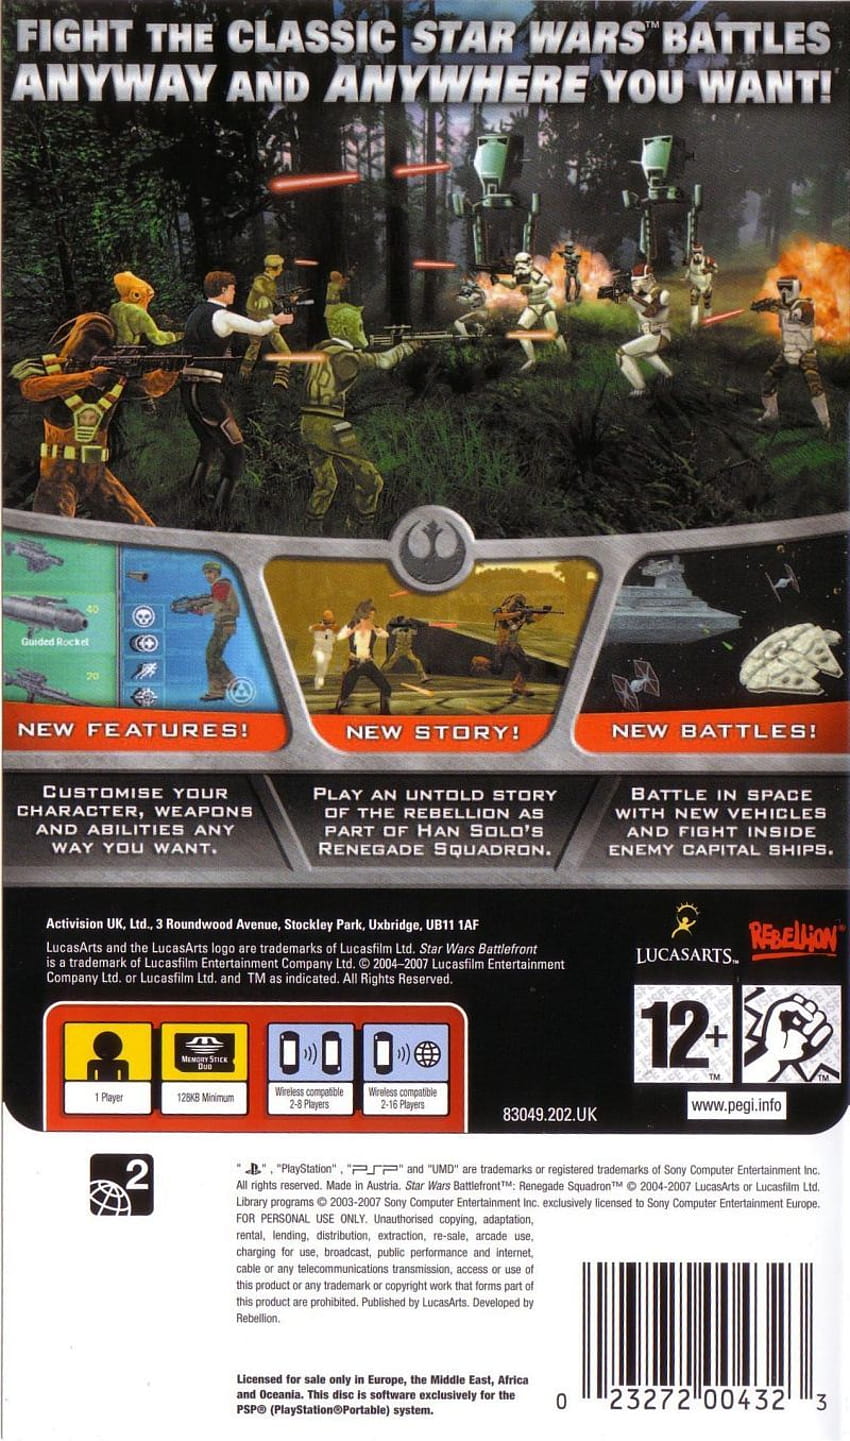 FIGHT THE CLASSIC STAR WARS™ BATTLES
ANYWAY AND ANYWHERE YOU WANT!
40
Guided Rocket
20
NEW FEATURES!
NEW STORY!
NEW BATTLES!
CUSTOMISE YOUR
CHARACTER, WEAPONS
AND ABILITIES ANY
WAY YOU WANT.
PLAY AN UNTOLD STORY
OF THE REBELLION AS
PART OF HAN SOLO'S
RENEGADE SQUADRON.
BATTLE IN SPACE
WITH NEW VEHICLES
AND FIGHT INSIDE
ENEMY CAPITAL SHIPS.
Activision UK, Ltd., 3 Roundwood Avenue, Stockley Park, Uxbridge, UB11 1AF
LucasArts and the LucasArts logo are trademarks of Lucasfilm Ltd. Star Wars Battlefront
is a trademark of Lucasfilm Entertainment Company Ltd. © 2004–2007 Lucasfilm Entertainment
Company Ltd. or Lucasfilm Ltd. and TM as indicated. All Rights Reserved.
LUCASARTS™
REBELLION™
MEMORY STICK
DUO
1 Player
128KB Minimum
Wireless compatible
2-8 Players
Wireless compatible
2-16 Players
83049.202.UK
12+
TM
TM
www.pegi.info
2
" ", "PlayStation", "PSP" and "UMD" are trademarks or registered trademarks of Sony Computer Entertainment Inc.
All rights reserved. Made in Austria. Star Wars Battlefront™: Renegade Squadron™ © 2004-2007 LucasArts or Lucasfilm Ltd.
Library programs © 2003-2007 Sony Computer Entertainment Inc. exclusively licensed to Sony Computer Entertainment Europe.
FOR PERSONAL USE ONLY. Unauthorised copying, adaptation,
rental, lending, distribution, extraction, re-sale, arcade use,
charging for use, broadcast, public performance and internet,
cable or any telecommunications transmission, access or use of
this product or any trademark or copyright work that forms part of
this product are prohibited. Published by LucasArts. Developed by
Rebellion.
Licensed for sale only in Europe, the Middle East, Africa
and Oceania. This disc is software exclusively for the
PSP® (PlayStation®Portable) system.
0 23272 00432 3